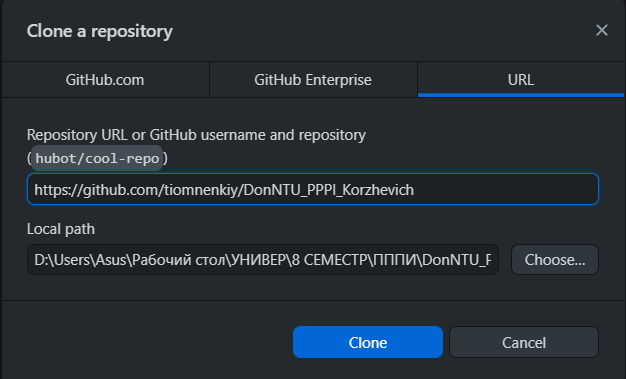 Clone a repository
GitHub.com
GitHub Enterprise
URL
Repository URL or GitHub username and repository
(hubot/cool-repo)
https://github.com/tiomnenkiy/DonNTU_PPPI_Korzhevich
Local path
D:\Users\Asus\Рабочий стол\УНИВЕР\8 СЕМЕСТР\ПППИ\DonNTU_P
Choose...
Clone
Cancel